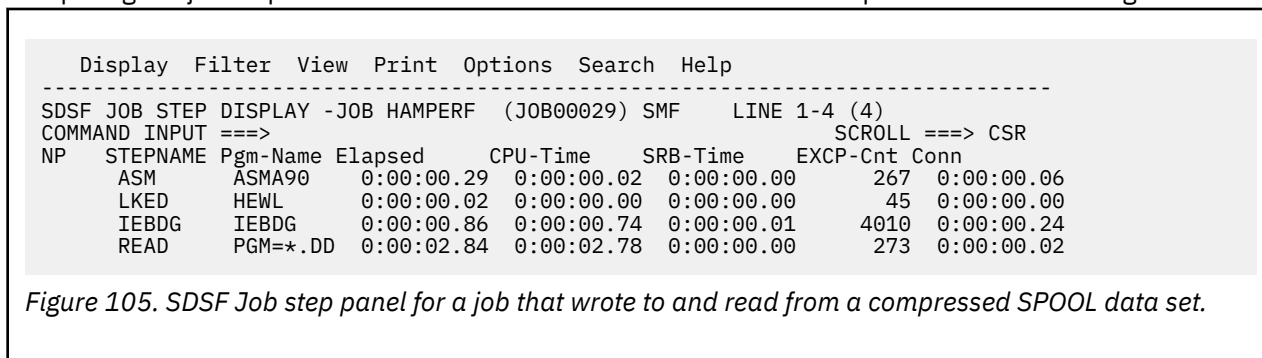 Display  Filter  View  Print  Options  Search  Help
-------------------------------------------------------------------------------
SDSF JOB STEP DISPLAY -JOB HAMPERF  (JOB00029) SMF    LINE 1-4 (4)
COMMAND INPUT ===>                                            SCROLL ===> CSR
NP   STEPNAME Pgm-Name Elapsed     CPU-Time    SRB-Time    EXCP-Cnt Conn
ASM      ASMA90    0:00:00.29  0:00:00.02  0:00:00.00      267  0:00:00.06
LKED     HEWL      0:00:00.02  0:00:00.00  0:00:00.00       45  0:00:00.00
IEBDG    IEBDG     0:00:00.86  0:00:00.74  0:00:00.01     4010  0:00:00.24
READ     PGM=*.DD  0:00:02.84  0:00:02.78  0:00:00.00      273  0:00:00.02
Figure 105. SDSF Job step panel for a job that wrote to and read from a compressed SPOOL data set.